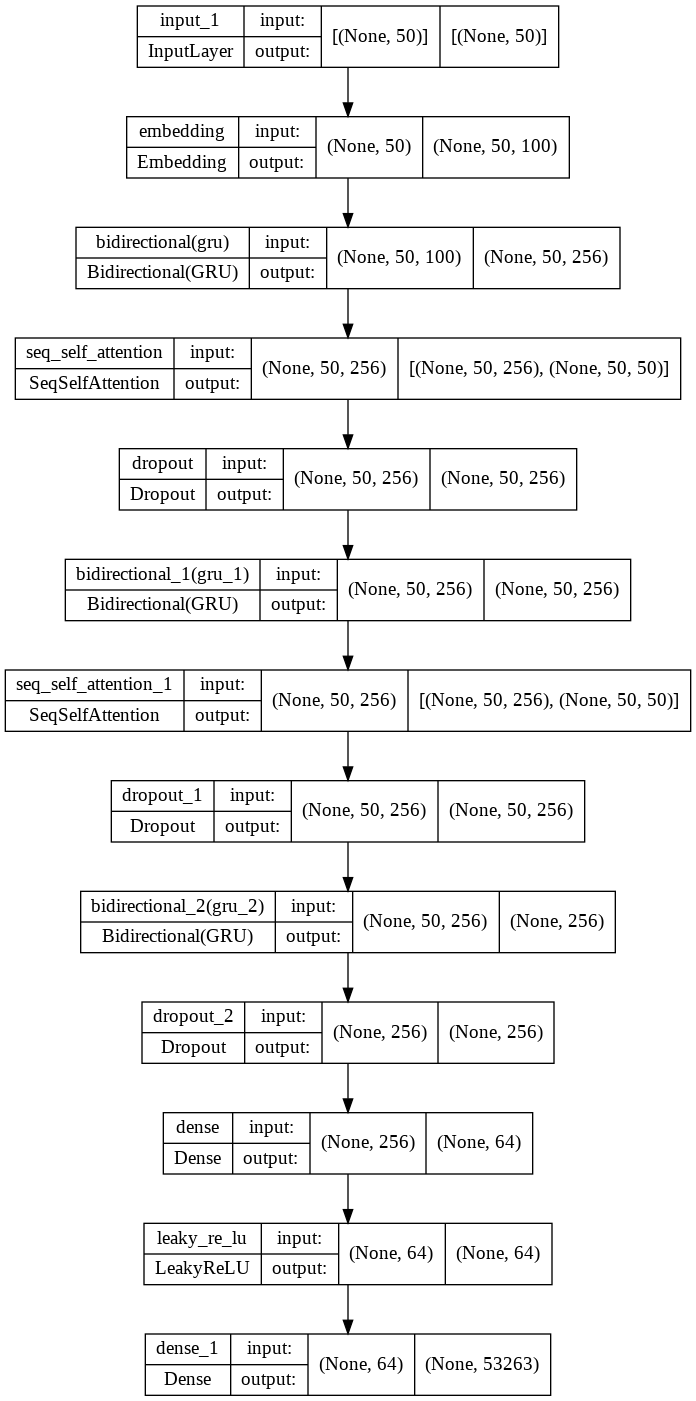 input_1 input: [(None, 50)] [(None, 50)]
InputLayer output:
embedding input: (None, 50) (None, 50, 100)
Embedding output:
bidirectional(gru) input: (None, 50, 100) (None, 50, 256)
Bidirectional(GRU) output:
seq_self_attention input: (None, 50, 256) [(None, 50, 256), (None, 50, 50)]
SeqSelfAttention output:
dropout input: (None, 50, 256) (None, 50, 256)
Dropout output:
bidirectional_1(gru_1) input: (None, 50, 256) (None, 50, 256)
Bidirectional(GRU) output:
seq_self_attention_1 input: (None, 50, 256) [(None, 50, 256), (None, 50, 50)]
SeqSelfAttention output:
dropout_1 input: (None, 50, 256) (None, 50, 256)
Dropout output:
bidirectional_2(gru_2) input: (None, 50, 256) (None, 256)
Bidirectional(GRU) output:
dropout_2 input: (None, 256) (None, 256)
Dropout output:
dense input: (None, 256) (None, 64)
Dense output:
leaky_re_lu input: (None, 64) (None, 64)
LeakyReLU output:
dense_1 input: (None, 64) (None, 53263)
Dense output: